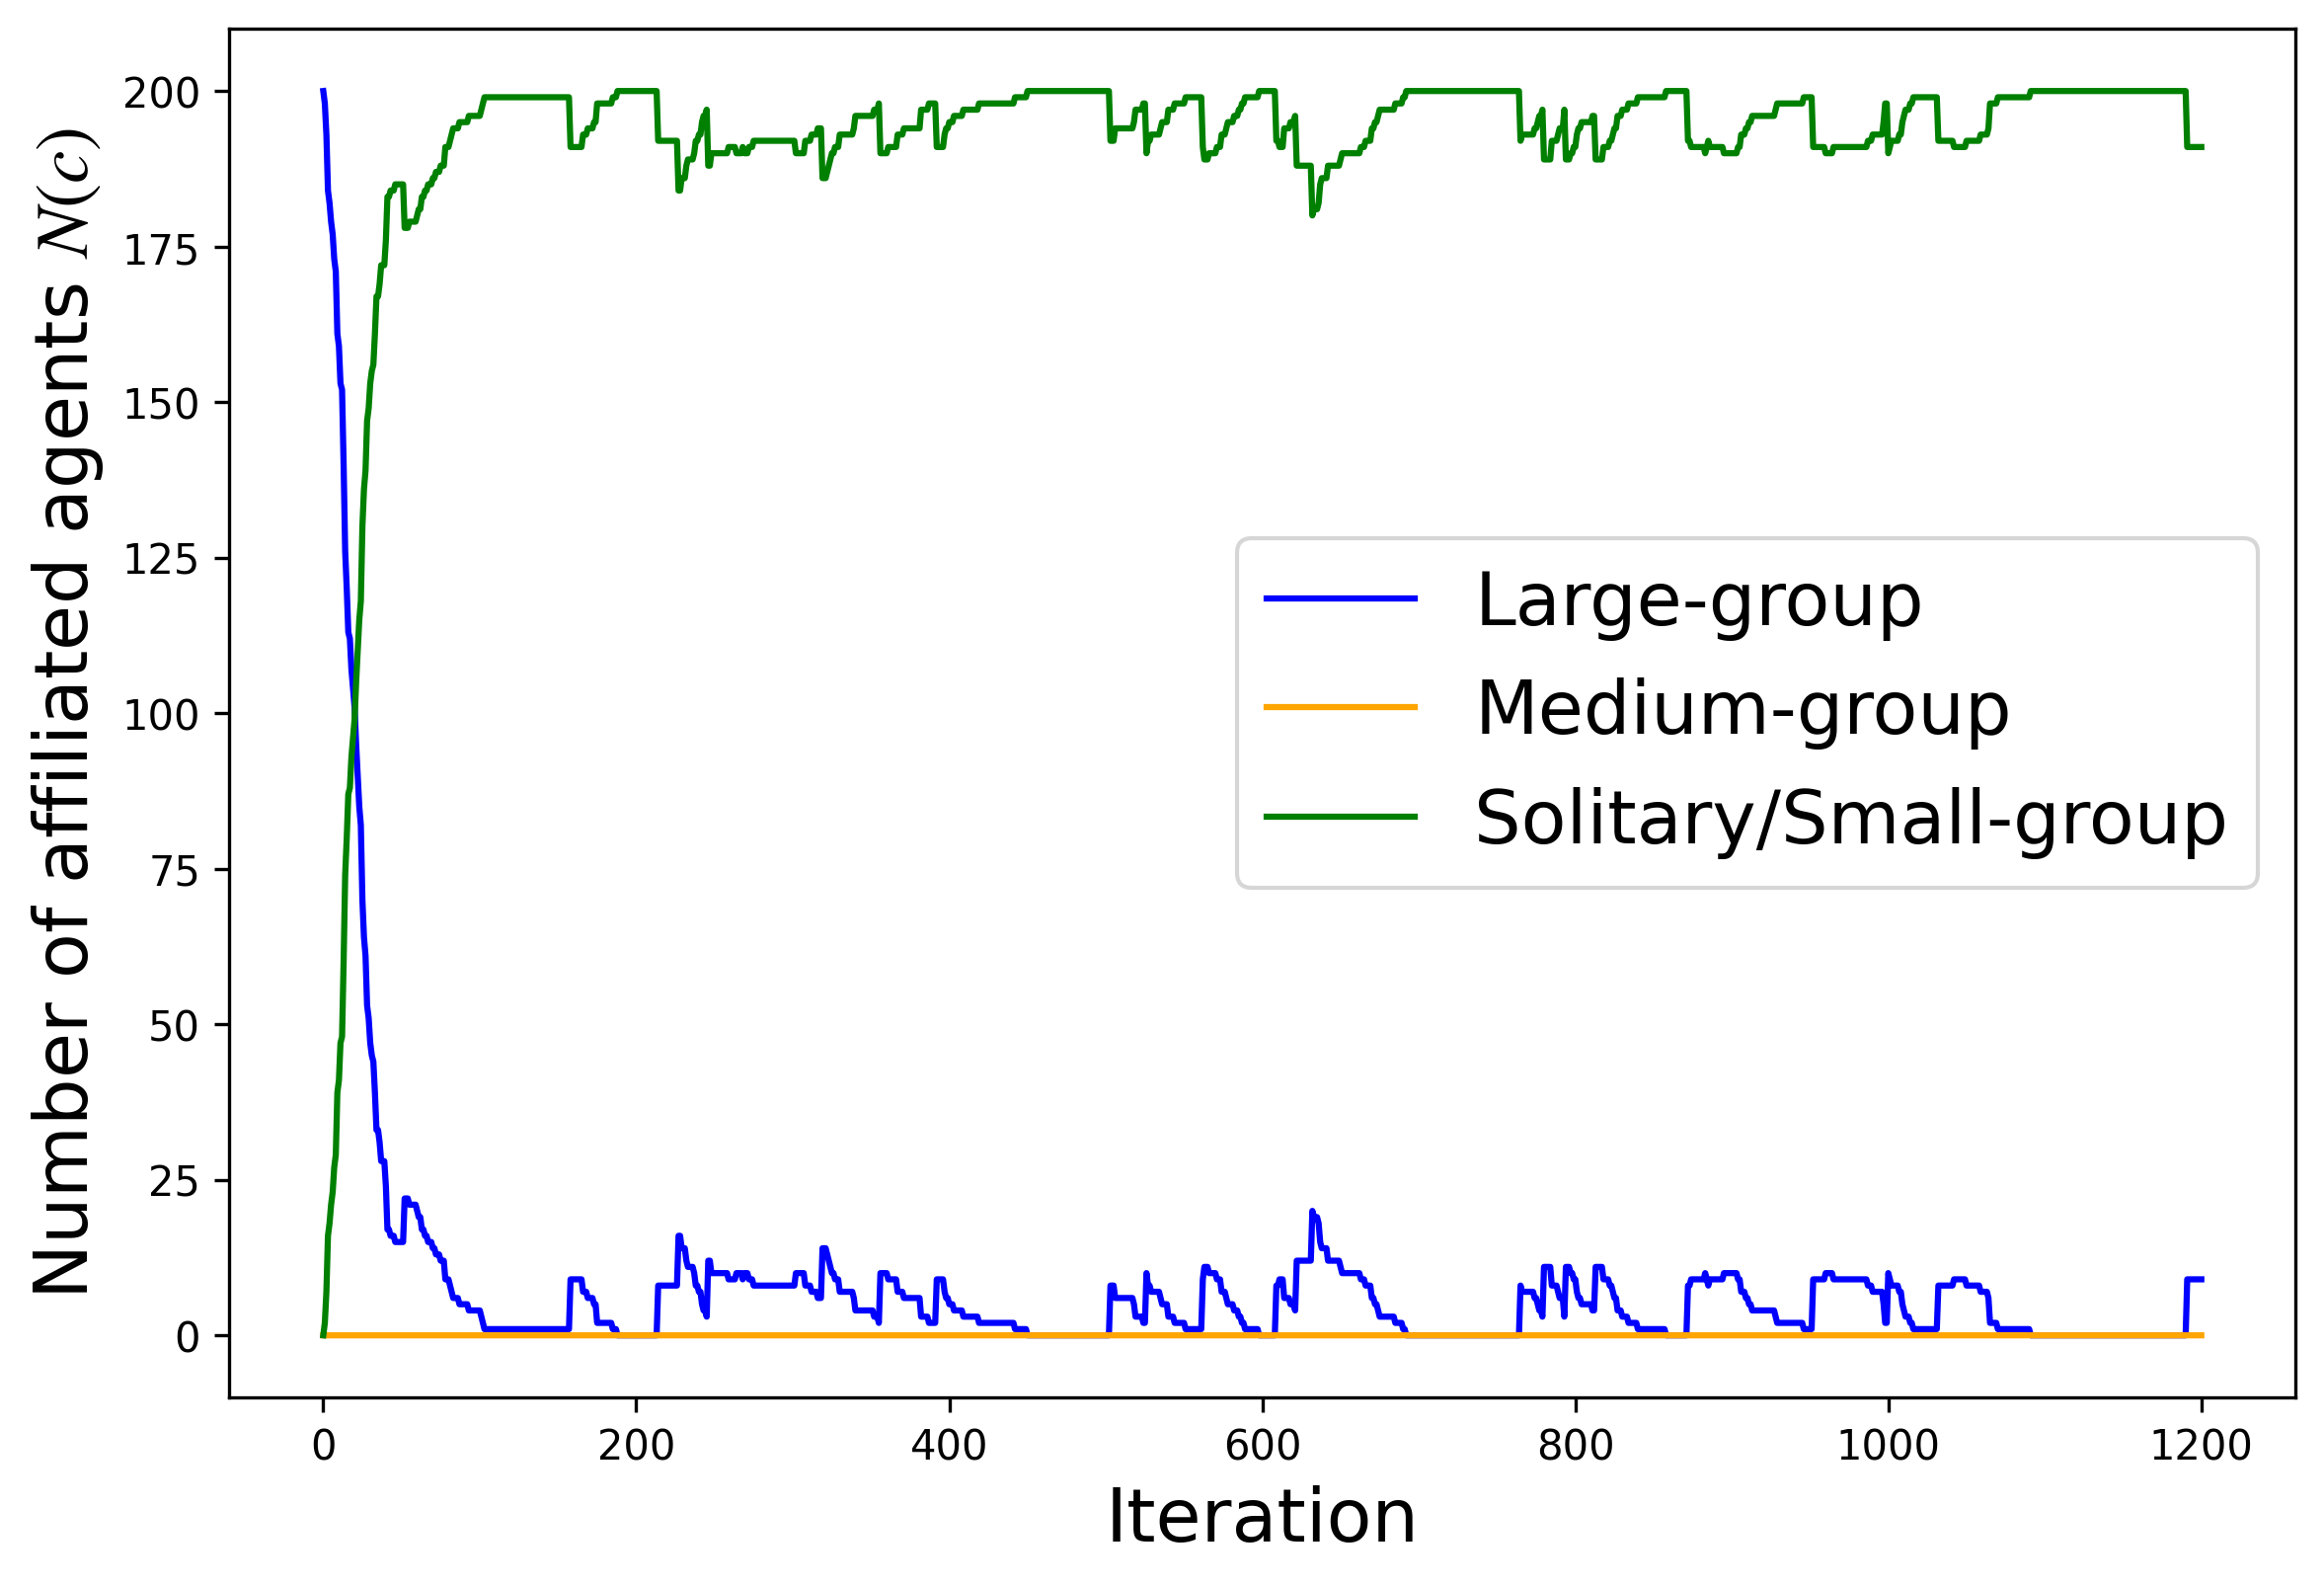 Number of affiliated agents N(c)
200
175
150
125
100
75
50
25
0
Large-group
Medium-group
Solitary/Small-group
0 200 400 600 800 1000 1200
Iteration